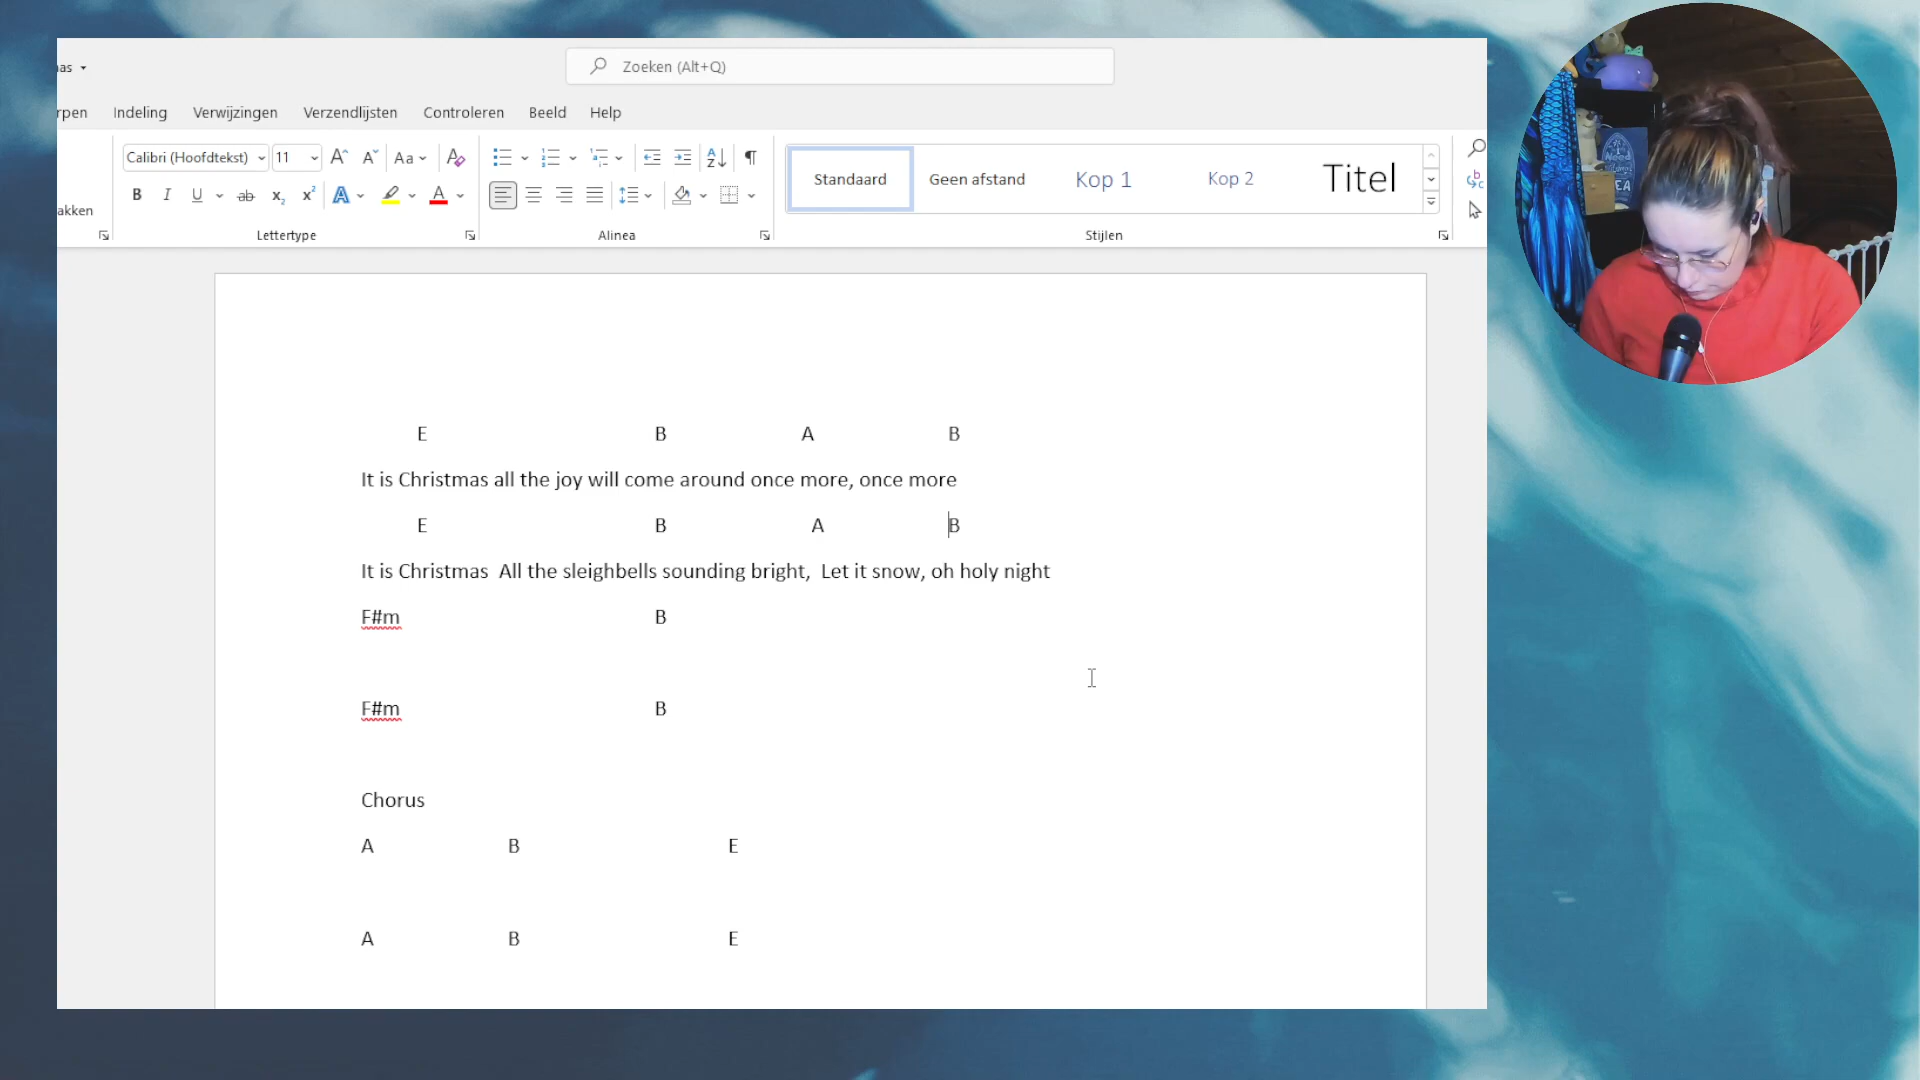 aas
Zoeken (Alt+Q)
rpen Indeling Verwijzingen Verzendlijsten Controleren Beeld Help
Calibri (Hoofdtekst) 11
akken
Lettertype Alinea Stijlen
Standaard Geen afstand Kop 1 Kop 2 Titel
E B A B
It is Christmas all the joy will come around once more, once more
E B A B
It is Christmas  All the sleighbells sounding bright,  Let it snow, oh holy night
F#m B
F#m B
Chorus
A B E
A B E